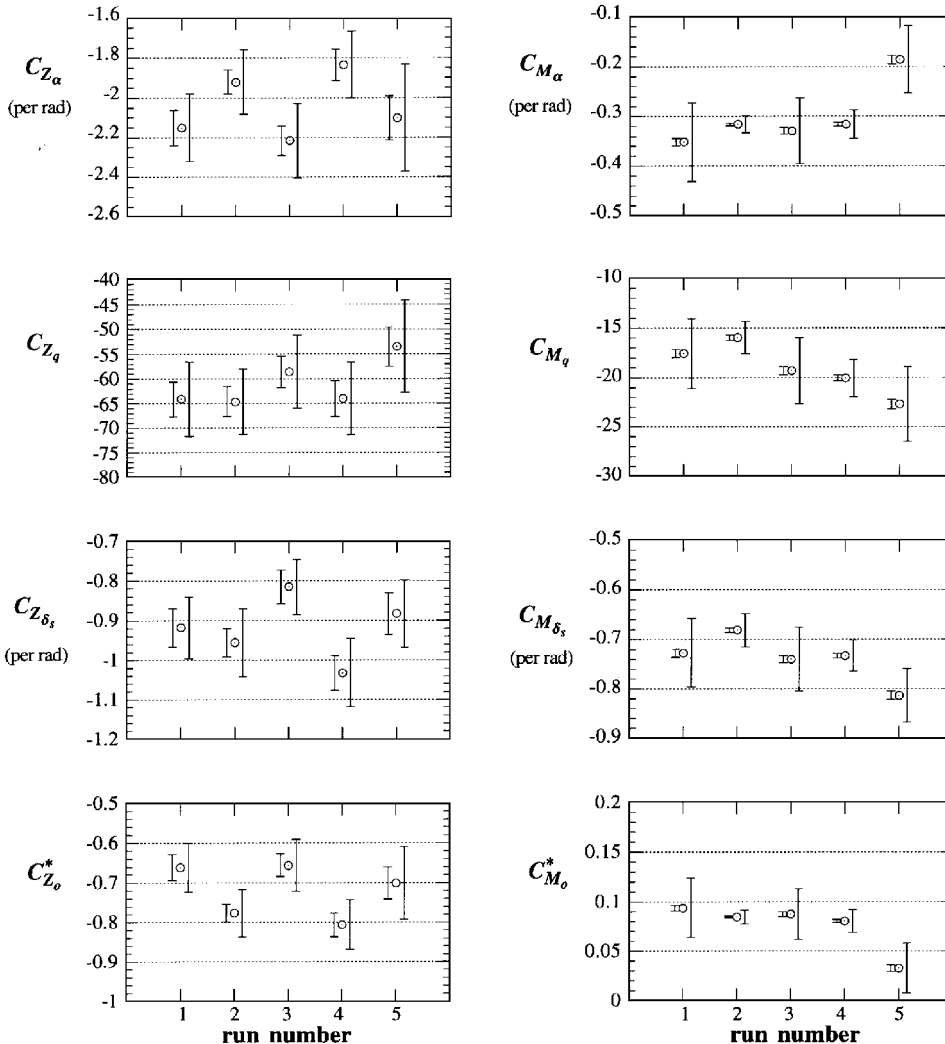 C_{Z_α}
(per rad)
-1.6
-1.8
-2
-2.2
-2.4
-2.6
C_{M_α}
(per rad)
-0.1
-0.2
-0.3
-0.4
-0.5
C_{Z_q}
-40
-45
-50
-55
-60
-65
-70
-75
-80
C_{M_q}
-10
-15
-20
-25
-30
C_{Z_{δ_s}}
(per rad)
-0.7
-0.8
-0.9
-1
-1.1
-1.2
C_{M_{δ_s}}
(per rad)
-0.5
-0.6
-0.7
-0.8
-0.9
C^*_{Z_o}
-0.5
-0.6
-0.7
-0.8
-0.9
-1
1 2 3 4 5
run number
C^*_{M_o}
0.2
0.15
0.1
0.05
0
1 2 3 4 5
run number